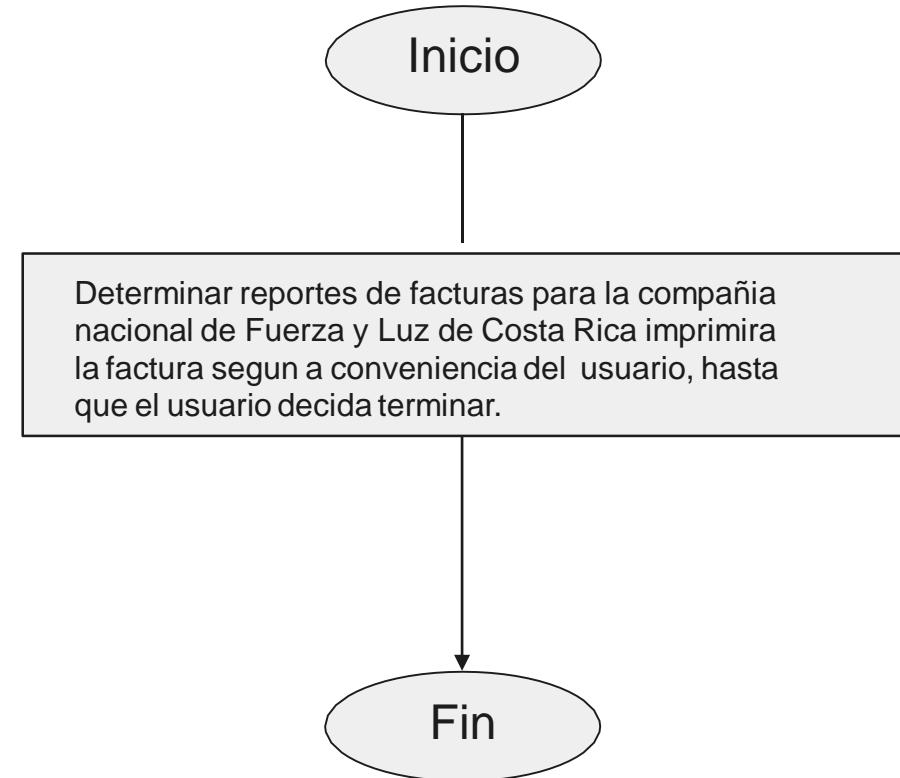 Inicio
Determinar reportes de facturas para la compañia
nacional de Fuerza y Luz de Costa Rica imprimira
la factura segun a conveniencia del usuario, hasta
que el usuario decida terminar.
Fin